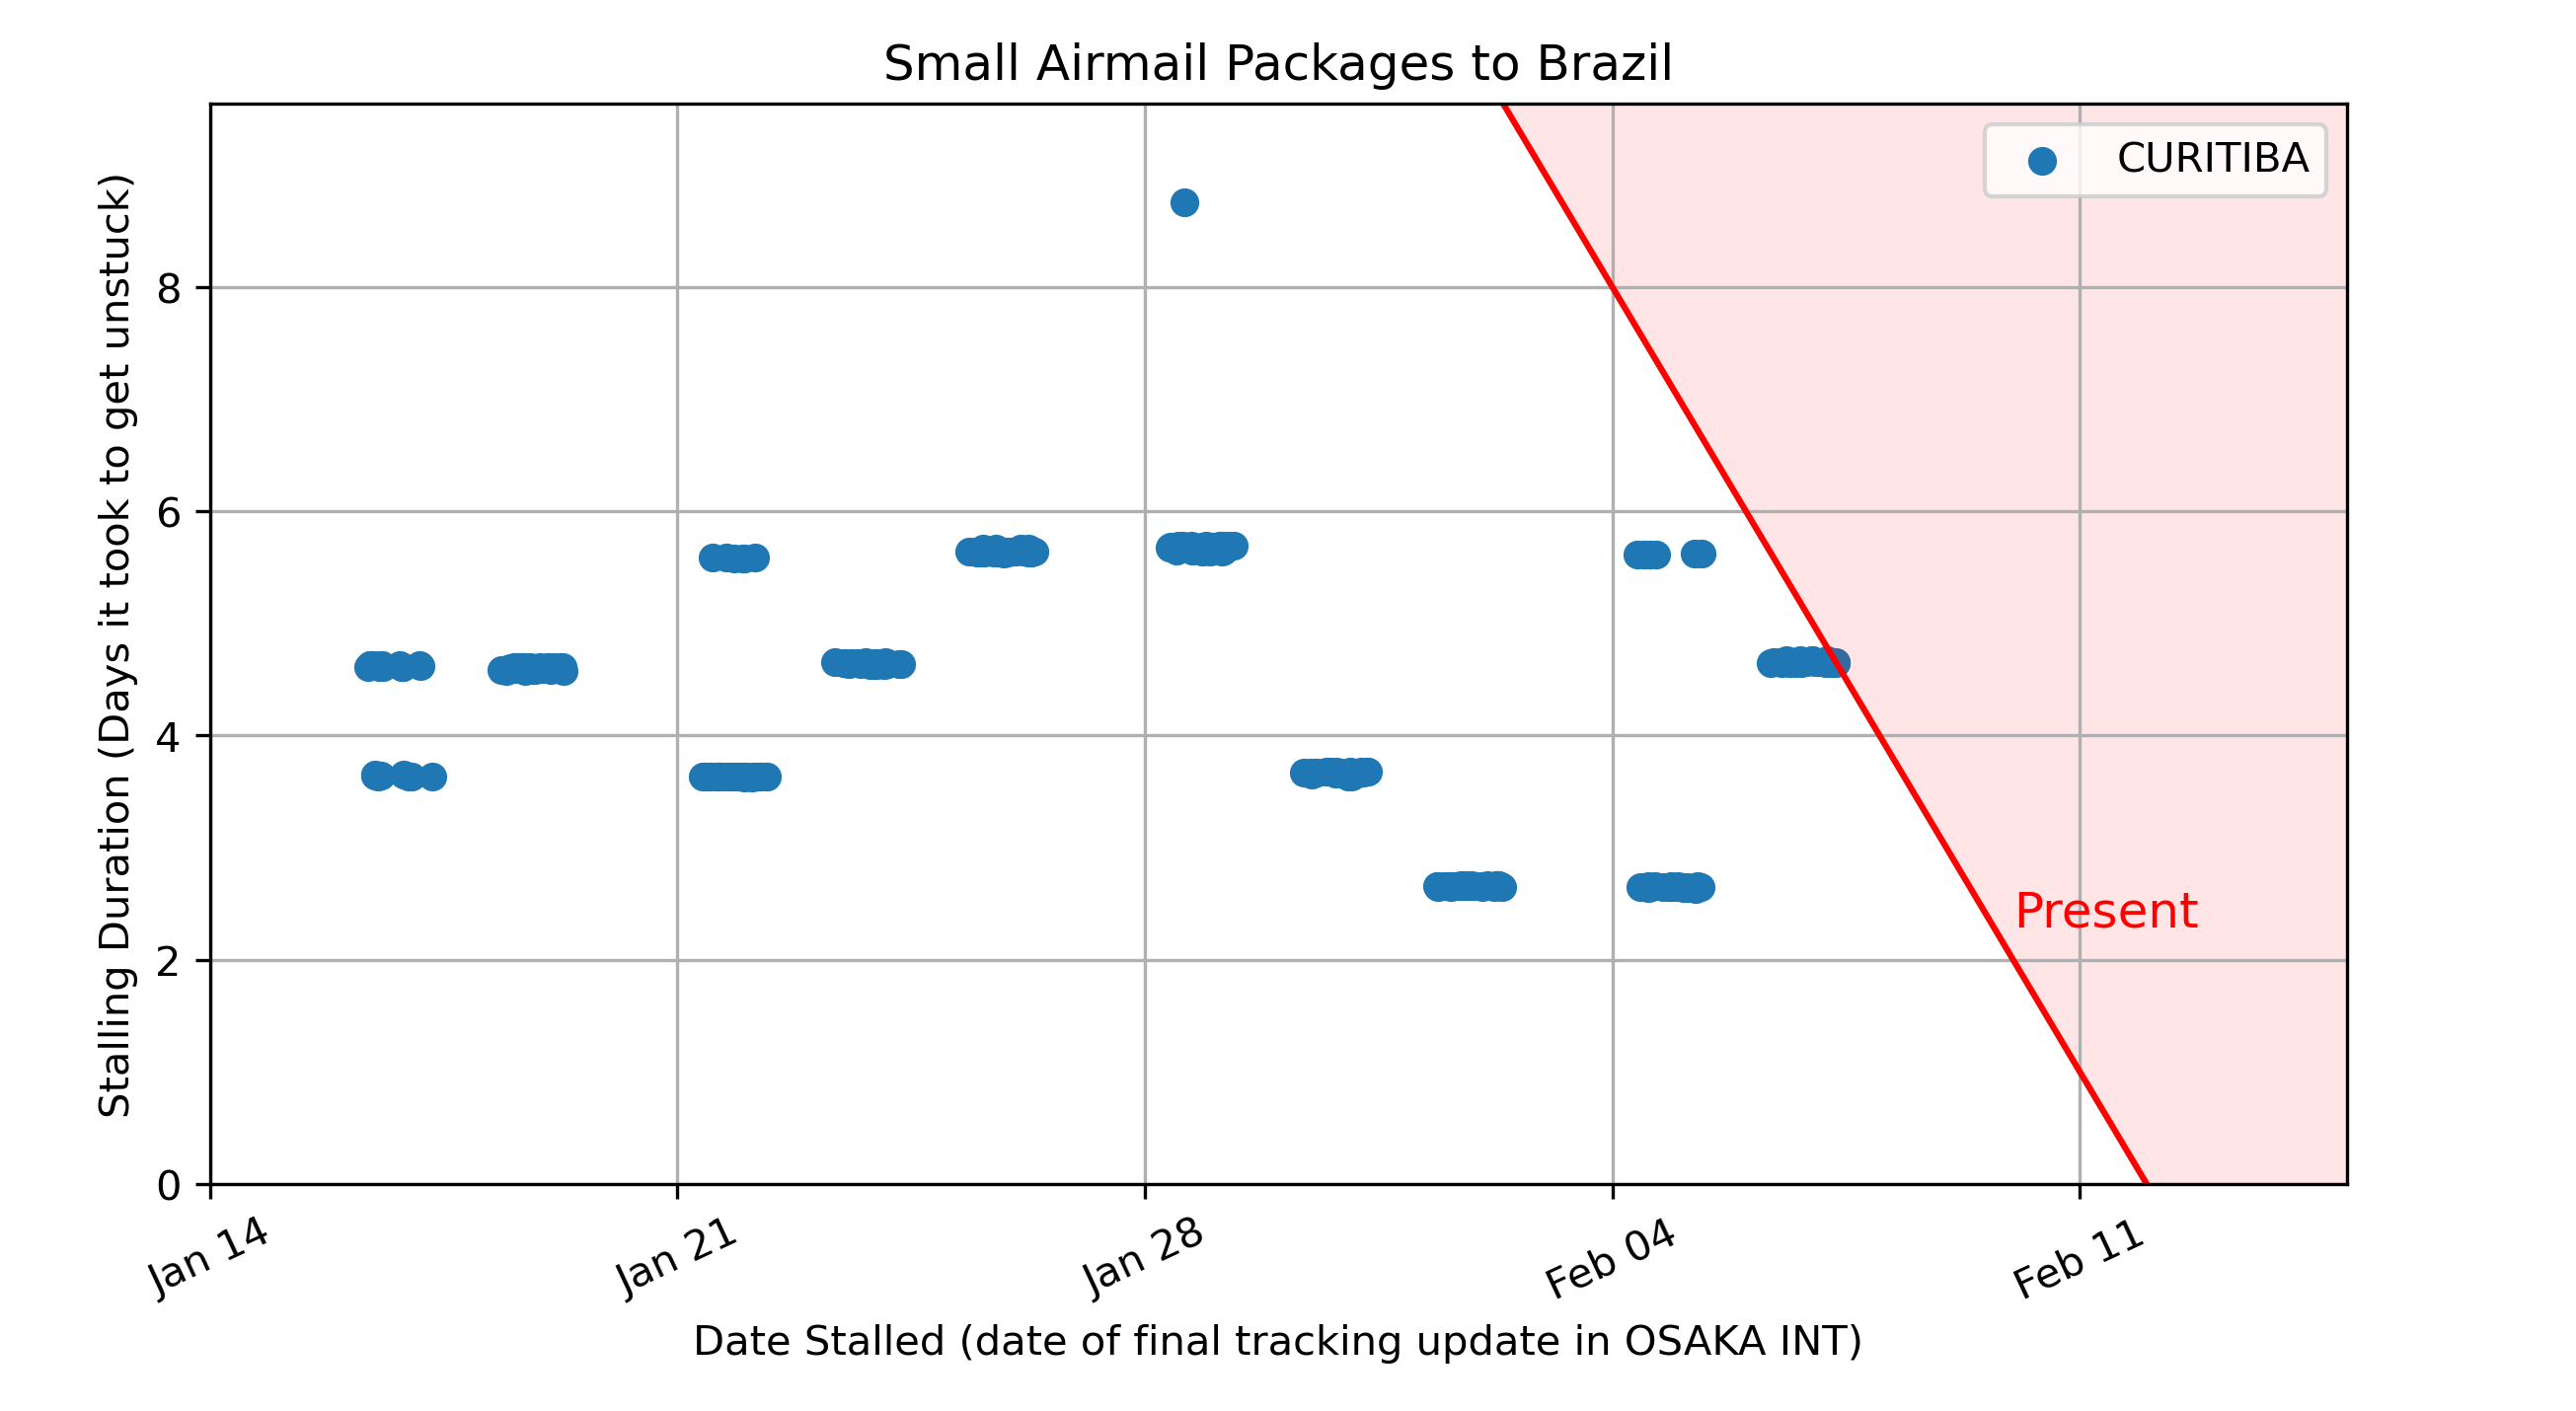 Small Airmail Packages to Brazil
CURITIBA
Stalling Duration (Days it took to get unstuck)
8
6
4
2
0
Present
Jan 14
Jan 21
Jan 28
Feb 04
Feb 11
Date Stalled (date of final tracking update in OSAKA INT)